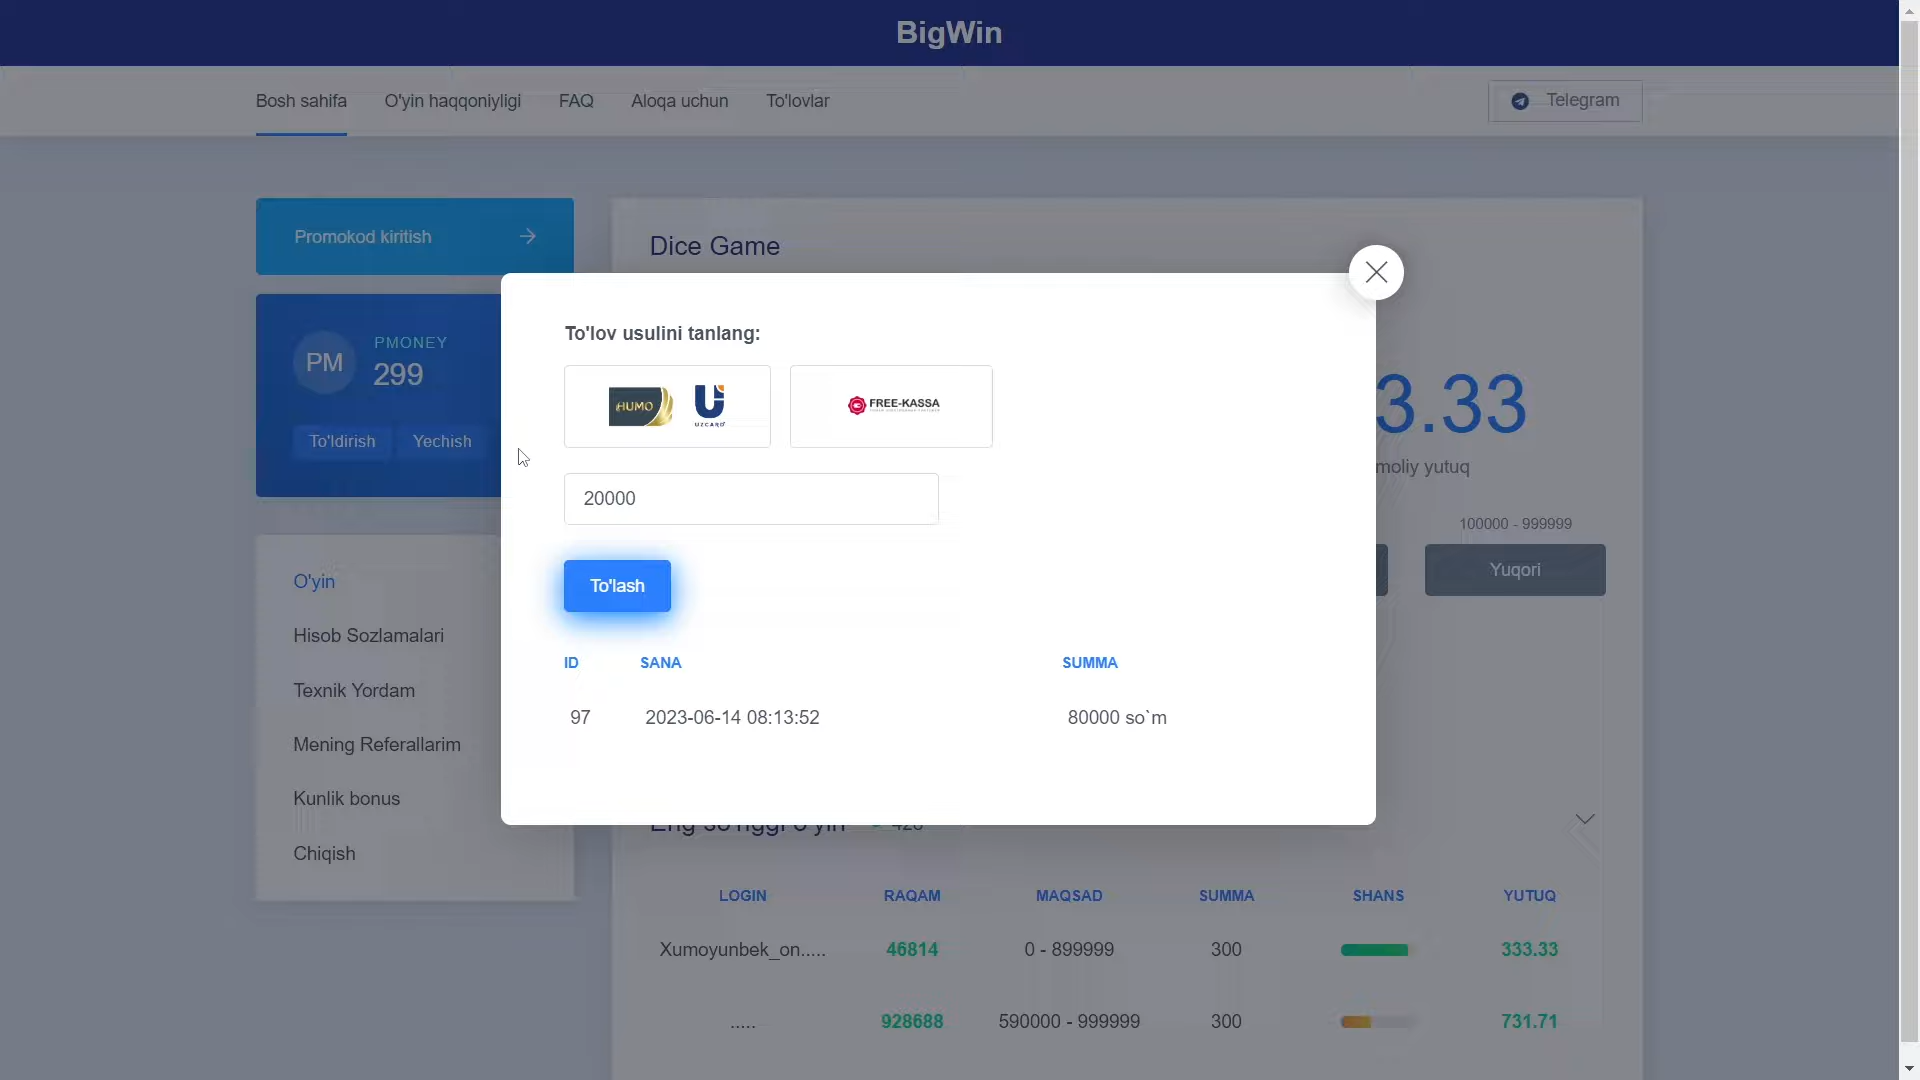 BigWin
Bosh sahifa O'yin haqqoniyligi FAQ Aloqa uchun To'lovlar Telegram
Promokod kiritish
PM
PMONEY
299
To'ldirish Yechish
O'yin
Hisob Sozlamalari
Texnik Yordam
Mening Referallarim
Kunlik bonus
Chiqish
Dice Game
To'lov usulini tanlang:
HUMO
UZCARD
FREE-KASSA
20000
To'lash
ID SANA SUMMA
97 2023-06-14 08:13:52 80000 so`m
3.33
moliy yutuq
100000 - 999999
Yuqori
LOGIN RAQAM MAQSAD SUMMA SHANS YUTUQ
Xumoyunbek_on..... 46814 0 - 899999 300 333.33
..... 928688 590000 - 999999 300 731.71